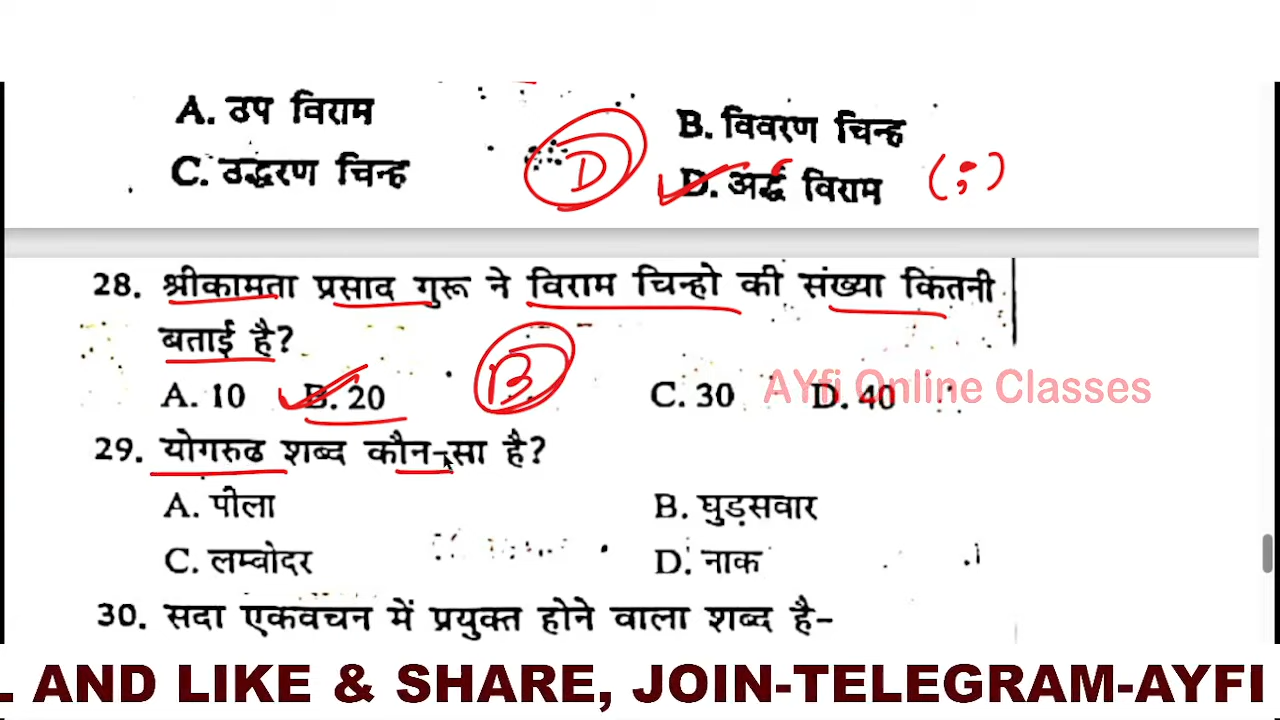 A. उप विराम B. विवरण चिन्ह
C. उद्धरण चिन्ह D D. अर्द्ध विराम (;)
28. श्रीकामता प्रसाद गुरू ने विराम चिन्हो की संख्या कितनी
बताई है?
A. 10 B. 20 B C. 30 D. 40
AYfi Online Classes
29. योगरुढ शब्द कौन-सा है?
A. पीला B. घुड़सवार
C. लम्वोदर D. नाक
30. सदा एकवचन में प्रयुक्त होने वाला शब्द है-
L AND LIKE & SHARE, JOIN-TELEGRAM-AYFI